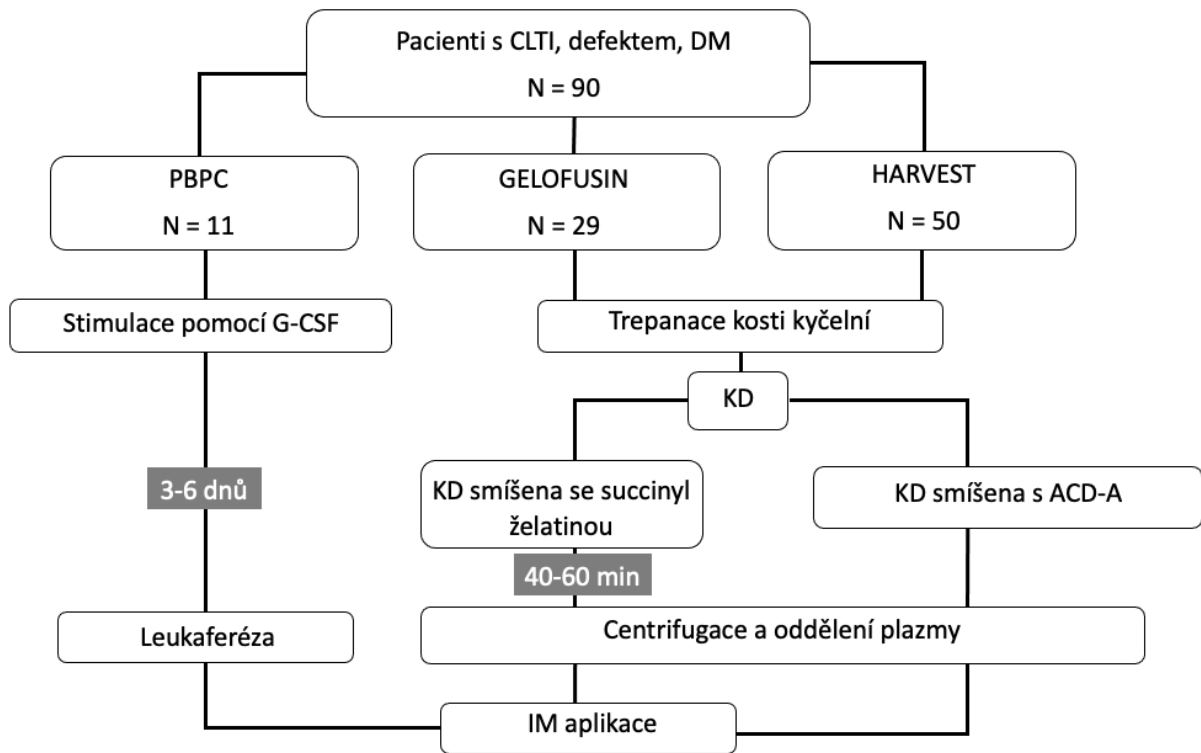 Pacienti s CLTI, defektem, DM
N = 90
PBPC
N = 11
GELOFUSIN
N = 29
HARVEST
N = 50
Stimulace pomocí G-CSF
Trepanace kosti kyčelní
KD
3-6 dnů
KD smíšena se succinyl
želatinou
KD smíšena s ACD-A
40-60 min
Leukaferéza
Centrifugace a oddělení plazmy
IM aplikace